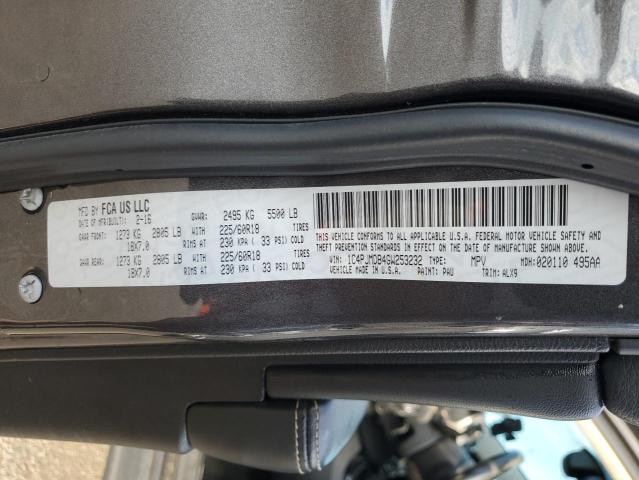 MFD BY FCA US LLC
DATE OF MFR(BUILT): 2-16
GVWR: 2495 KG 5500 LB
GAWR FRONT: 1273 KG 2805 LB WITH 225/60R18 TIRES
18X7.0 RIMS AT 230 KPA ( 33 PSI) COLD
GAWR REAR: 1273 KG 2805 LB WITH 225/60R18 TIRES
18X7.0 RIMS AT 230 KPA ( 33 PSI) COLD
THIS VEHICLE CONFORMS TO ALL APPLICABLE U.S.A. FEDERAL MOTOR VEHICLE SAFETY AND
THEFT PREVENTION STANDARDS IN EFFECT ON THE DATE OF MANUFACTURE SHOWN ABOVE.
VIN: 1C4PJMDB4GW253232 TYPE: MPV MDH: 020110 495AA
VEHICLE MADE IN U.S.A. PAINT: PAU TRIM: ALX9